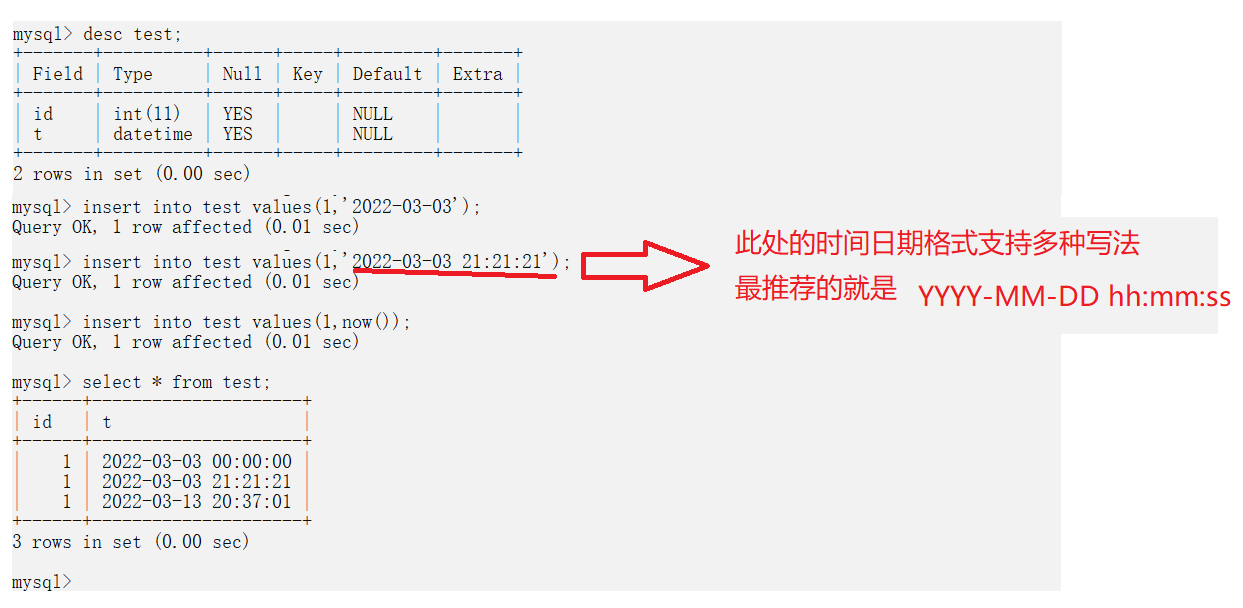 mysql> desc test;
+-------+----------+------+-----+---------+-------+
| Field | Type | Null | Key | Default | Extra |
+-------+----------+------+-----+---------+-------+
| id | int(11) | YES | | NULL | |
| t | datetime | YES | | NULL | |
+-------+----------+------+-----+---------+-------+
2 rows in set (0.00 sec)
mysql> insert into test values(1,'2022-03-03');
Query OK, 1 row affected (0.01 sec)
mysql> insert into test values(1,'2022-03-03 21:21:21');
Query OK, 1 row affected (0.01 sec)
此处的时间日期格式支持多种写法
最推荐的就是 YYYY-MM-DD hh:mm:ss
mysql> insert into test values(1,now());
Query OK, 1 row affected (0.01 sec)
mysql> select * from test;
+------+---------------------+
| id | t |
+------+---------------------+
| 1 | 2022-03-03 00:00:00 |
| 1 | 2022-03-03 21:21:21 |
| 1 | 2022-03-13 20:37:01 |
+------+---------------------+
3 rows in set (0.00 sec)
mysql>